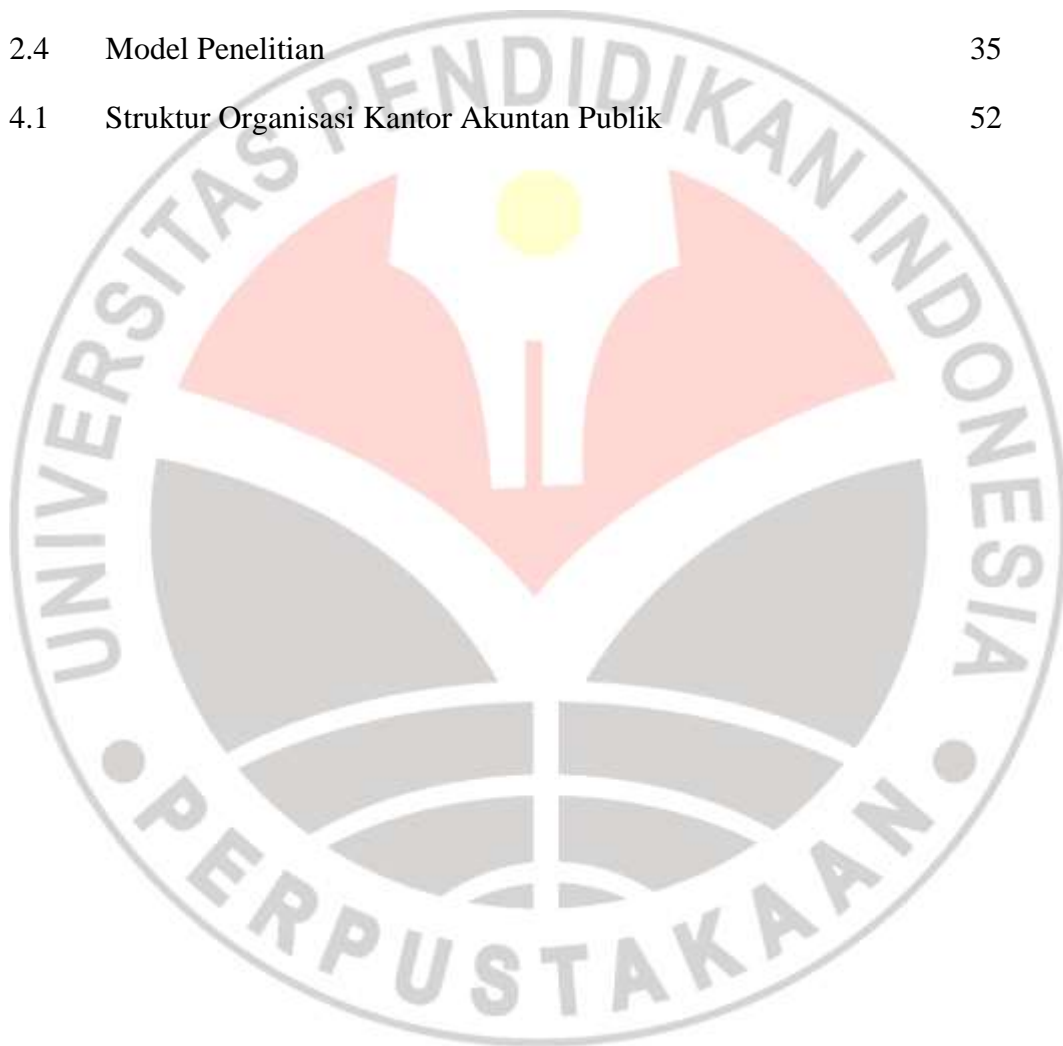 2.4 Model Penelitian 35
4.1 Struktur Organisasi Kantor Akuntan Publik 52
UNIVERSITAS PENDIDIKAN INDONESIA
• PERPUSTAKAAN •